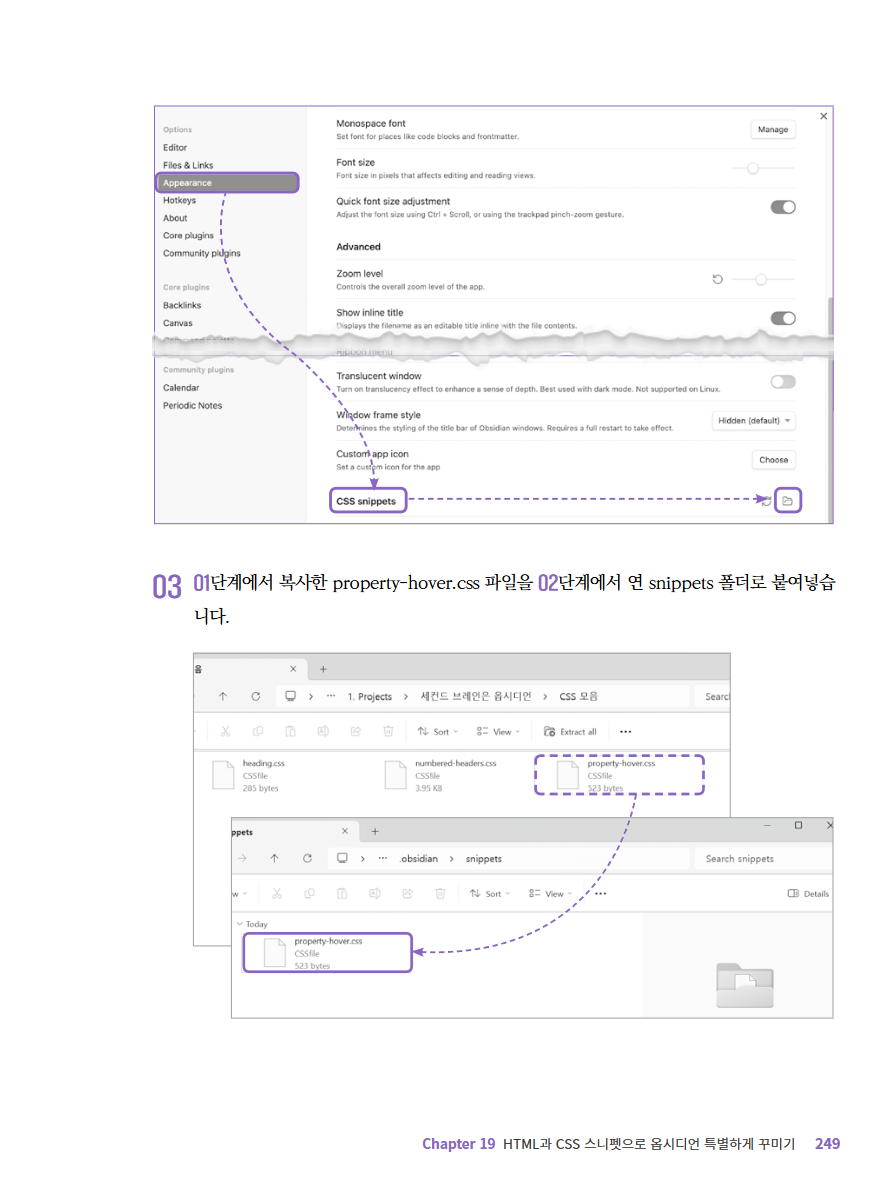 Options
Editor
Files & Links
Appearance
Hotkeys
About
Core plugins
Community plugins
Core plugins
Backlinks
Canvas
Community plugins
Calendar
Periodic Notes
Monospace font
Set font for places like code blocks and frontmatter.
Manage
Font size
Font size in pixels that affects editing and reading views.
Quick font size adjustment
Adjust the font size using Ctrl + Scroll, or using the trackpad pinch-zoom gesture.
Advanced
Zoom level
Controls the overall zoom level of the app.
Show inline title
Displays the filename as an editable title inline with the file contents.
Ribbon menu
Translucent window
Turn on translucency effect to enhance a sense of depth. Best used with dark mode. Not supported on Linux.
Window frame style
Determines the styling of the title bar of Obsidian windows. Requires a full restart to take effect.
Hidden (default)
Custom app icon
Set a custom icon for the app
Choose
CSS snippets
03 01단계에서 복사한 property-hover.css 파일을 02단계에서 연 snippets 폴더로 붙여넣습
니다.
음
1. Projects > 세컨드 브레인은 옵시디언 > CSS 모음
Searc
Sort
View
Extract all
heading.css
CSSfile
285 bytes
numbered-headers.css
CSSfile
3.95 KB
property-hover.css
CSSfile
523 bytes
ppets
.obsidian > snippets
Search snippets
w
Sort
View
Details
Today
property-hover.css
CSSfile
523 bytes
Chapter 19 HTML과 CSS 스니펫으로 옵시디언 특별하게 꾸미기 249